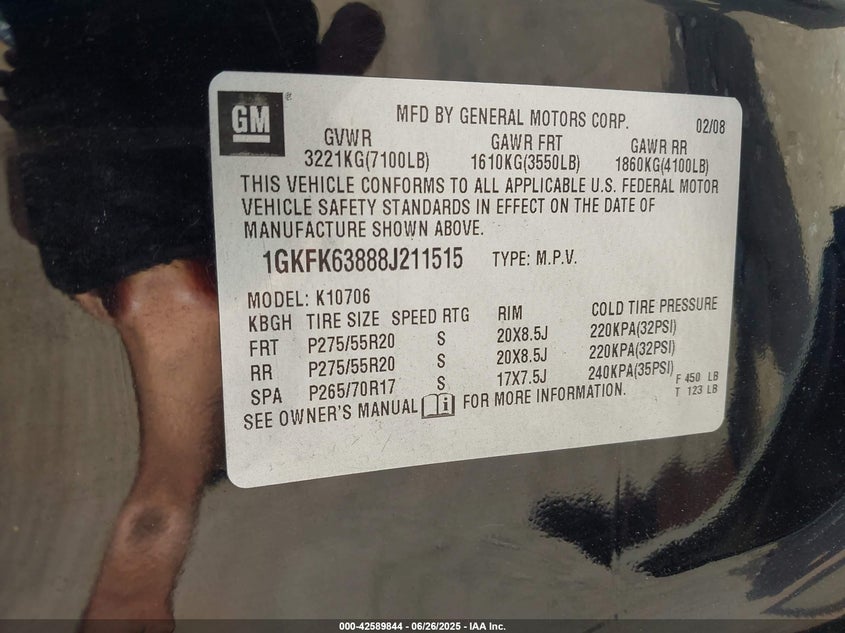 GM
MFD BY GENERAL MOTORS CORP. 02/08
GVWR GAWR FRT GAWR RR
3221KG(7100LB) 1610KG(3550LB) 1860KG(4100LB)
THIS VEHICLE CONFORMS TO ALL APPLICABLE U.S. FEDERAL MOTOR
VEHICLE SAFETY STANDARDS IN EFFECT ON THE DATE OF
MANUFACTURE SHOWN ABOVE.
1GKFK63888J211515 TYPE: M.P.V.
MODEL: K10706
KBGH TIRE SIZE SPEED RTG RIM COLD TIRE PRESSURE
FRT P275/55R20 S 20X8.5J 220KPA(32PSI)
RR P275/55R20 S 20X8.5J 220KPA(32PSI)
SPA P265/70R17 S 17X7.5J 240KPA(35PSI)
F 450 LB
T 123 LB
SEE OWNER'S MANUAL FOR MORE INFORMATION.
000-42589844 - 06/26/2025 - IAA Inc.